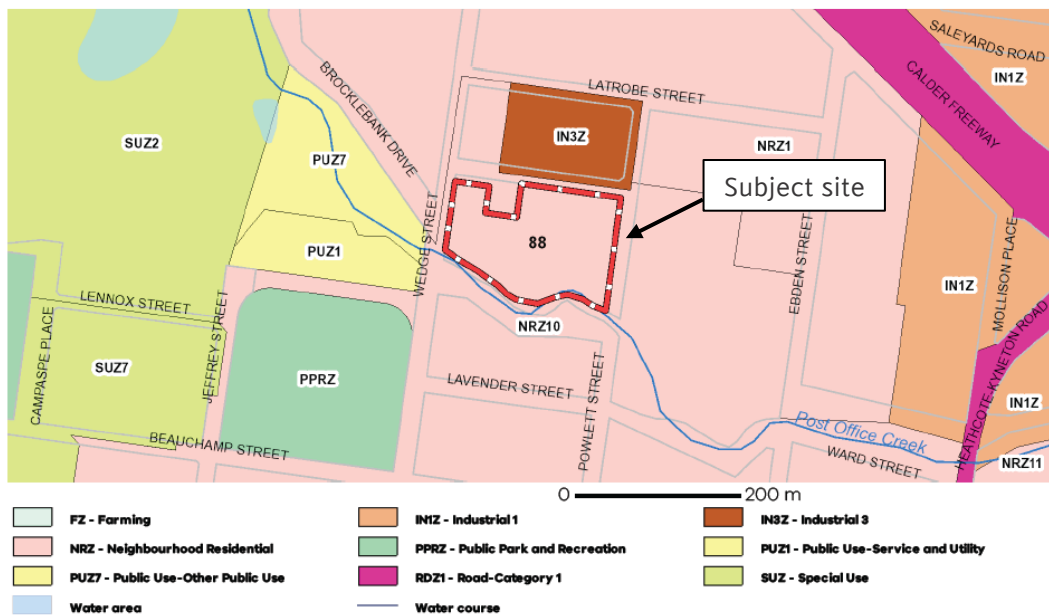 SALEYARDS ROAD
IN1Z
CALDER FREEWAY
BROCKLEBANK DRIVE
LATROBE STREET
IN3Z
NRZ1
SUZ2
PUZ7
Subject site
WEDGE STREET
88
EBDEN STREET
MOLLISON PLACE
PUZ1
IN1Z
LENNOX STREET
NRZ10
CAMPASPE PLACE
JEFFREY STREET
SUZ7
PPRZ
LAVENDER STREET
POWLETT STREET
HEATHCOTE-KYNETON ROAD
IN1Z
Post Office Creek
BEAUCHAMP STREET
WARD STREET
NRZ11
0 200 m
FZ - Farming
IN1Z - Industrial 1
IN3Z - Industrial 3
NRZ - Neighbourhood Residential
PPRZ - Public Park and Recreation
PUZ1 - Public Use-Service and Utility
PUZ7 - Public Use-Other Public Use
RDZ1 - Road-Category 1
SUZ - Special Use
Water area
Water course